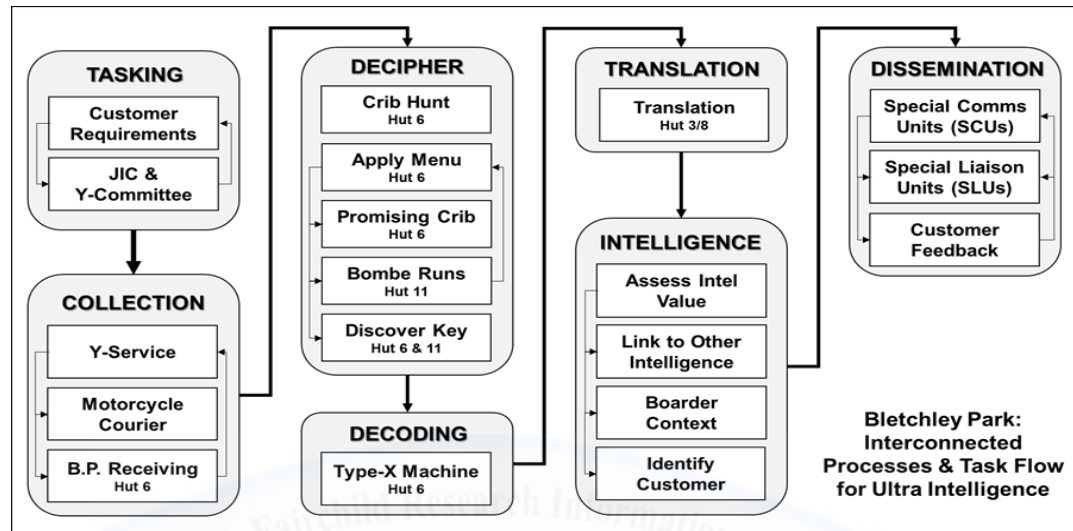 TASKING
Customer
Requirements
JIC &
Y-Committee
COLLECTION
Y-Service
Motorcycle
Courier
B.P. Receiving
Hut 6
DECIPHER
Crib Hunt
Hut 6
Apply Menu
Hut 6
Promising Crib
Hut 6
Bombe Runs
Hut 11
Discover Key
Hut 6 & 11
DECODING
Type-X Machine
Hut 6
TRANSLATION
Translation
Hut 3/8
INTELLIGENCE
Assess Intel
Value
Link to Other
Intelligence
Boarder
Context
Identify
Customer
DISSEMINATION
Special Comms
Units (SCUs)
Special Liaison
Units (SLUs)
Customer
Feedback
Bletchley Park:
Interconnected
Processes & Task Flow
for Ultra Intelligence
Fairchild Research Information